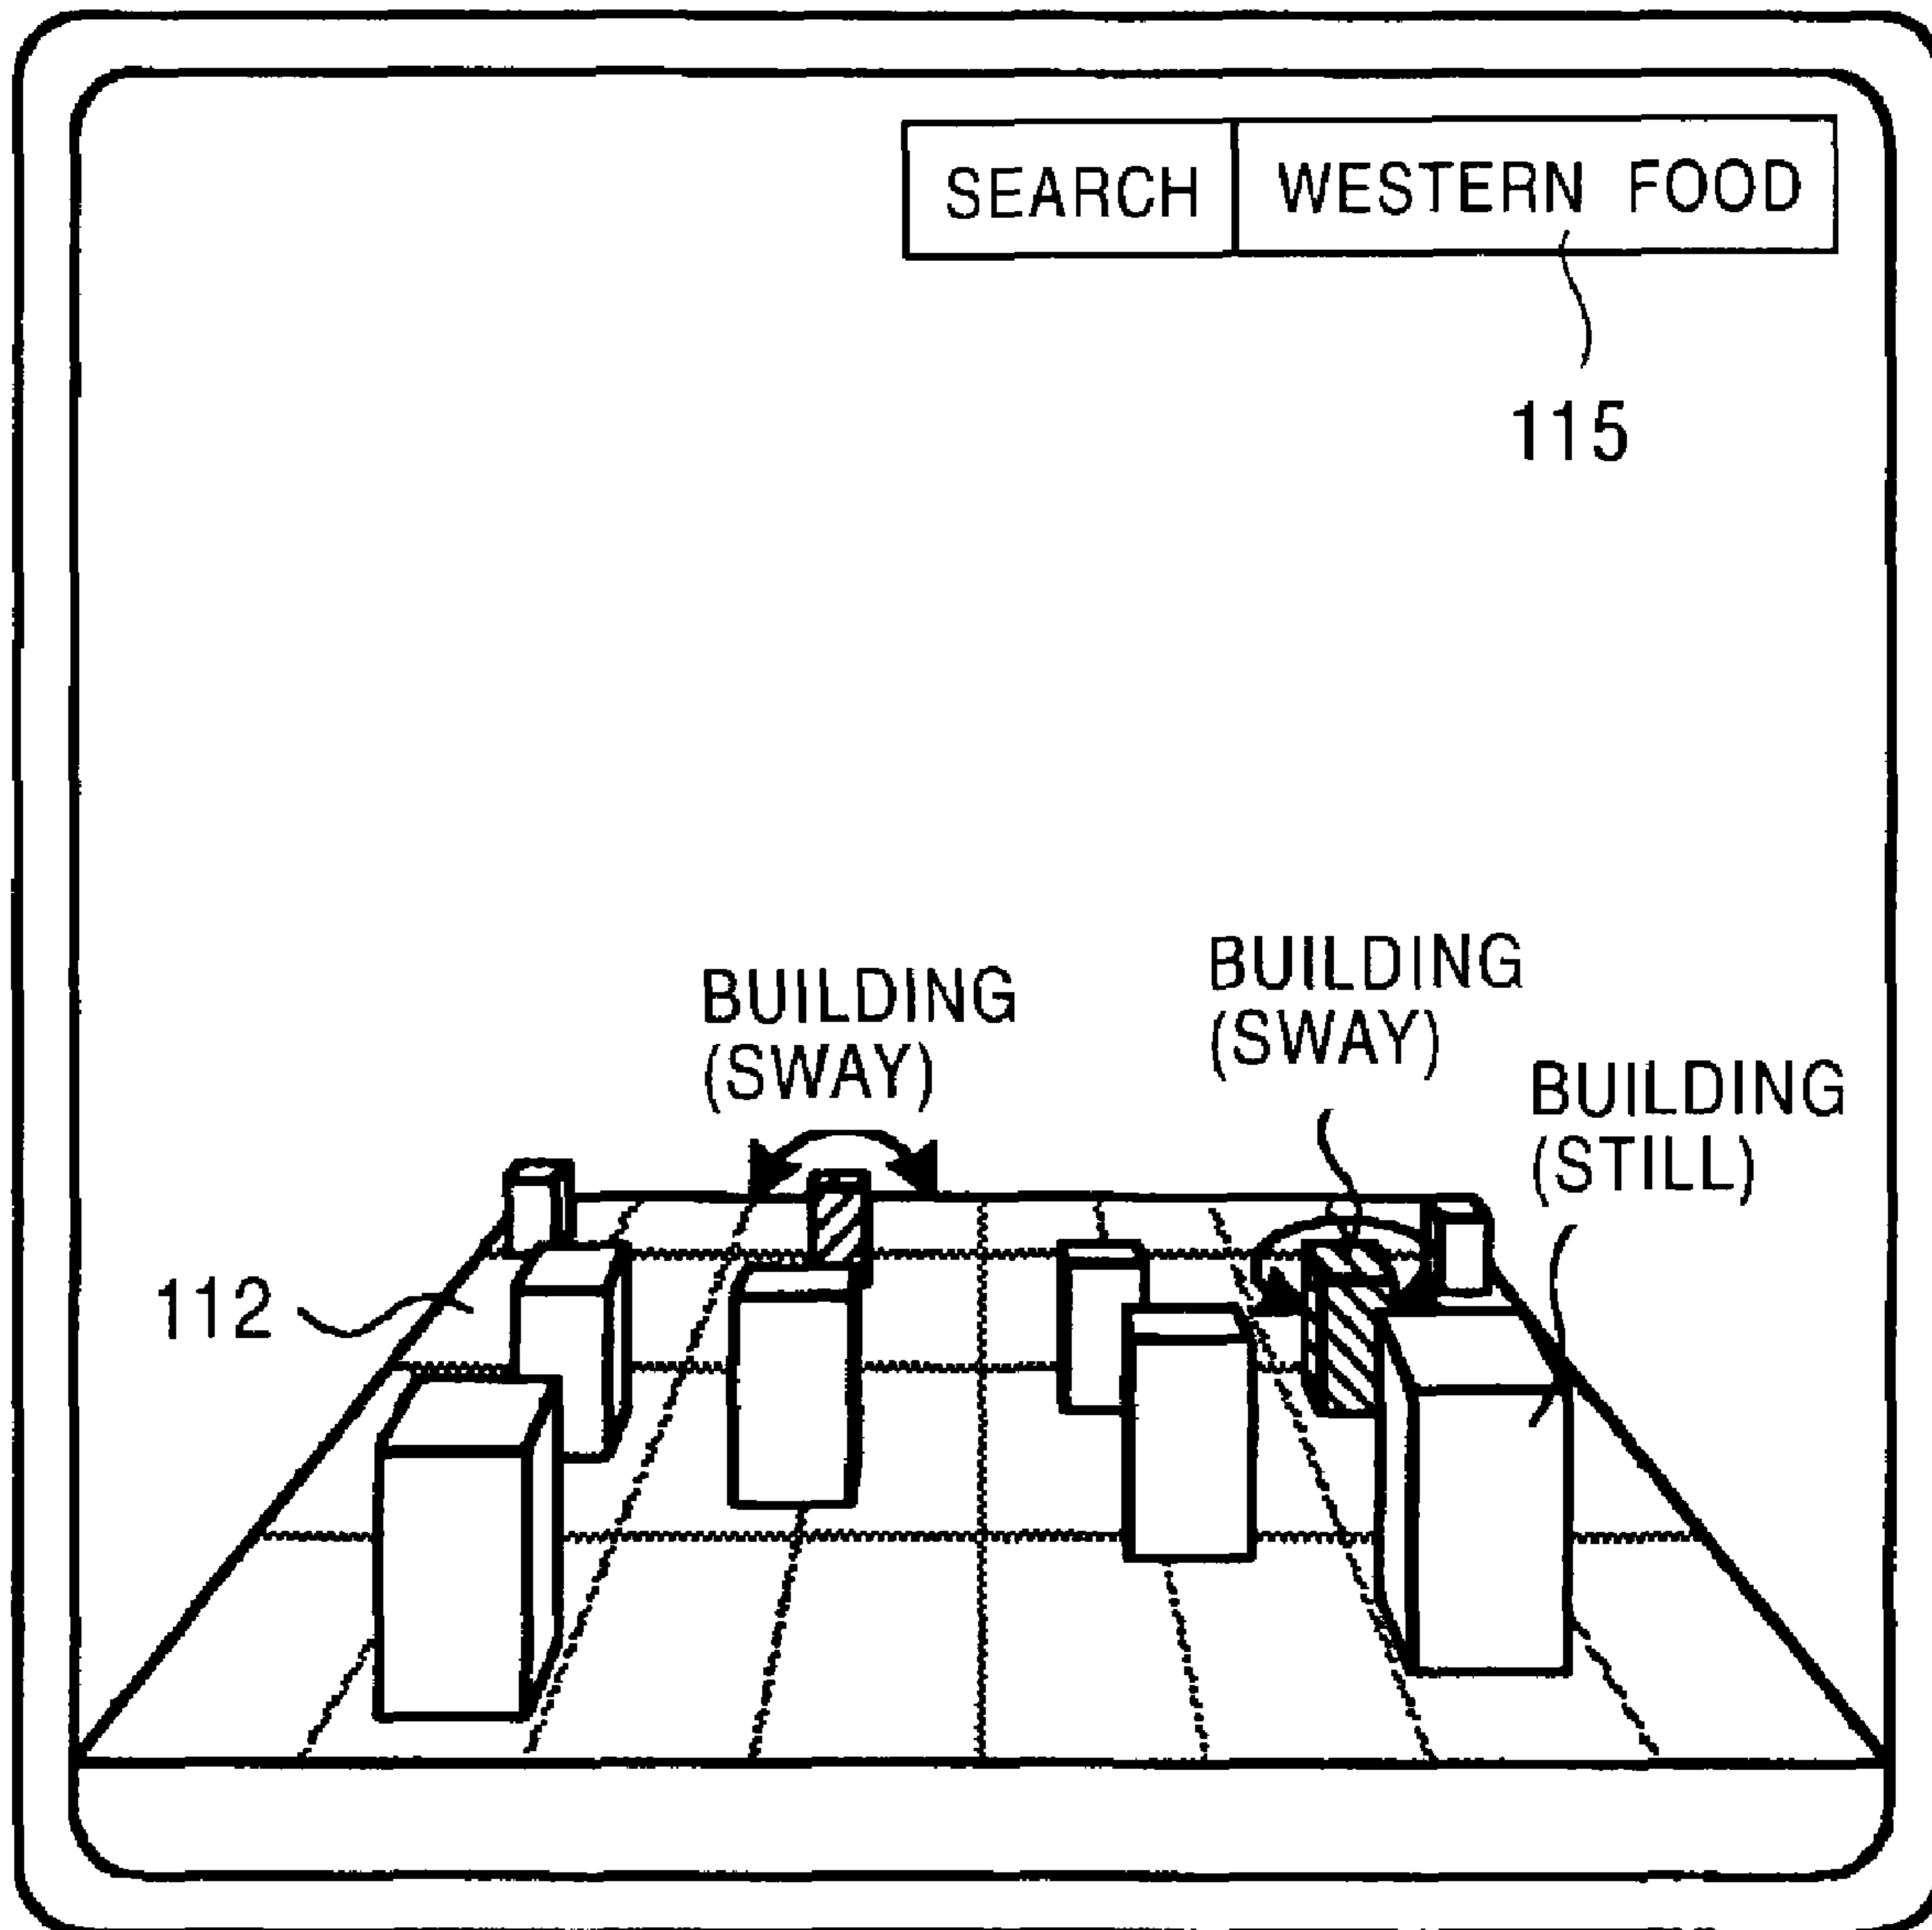 SEARCH WESTERN FOOD
115
BUILDING
(SWAY)
BUILDING
(SWAY)
BUILDING
(STILL)
112